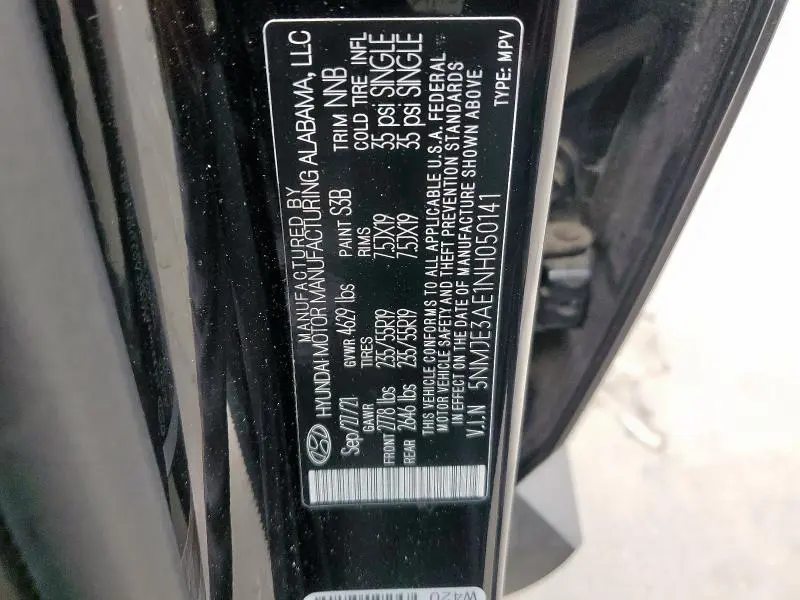 MANUFACTURED BY
HYUNDAI MOTOR MANUFACTURING ALABAMA, LLC
Sep/27/21 GVWR 4629 lbs PAINT S3B TRIM NNB
GAWR TIRES RIMS COLD TIRE INFL
FRONT 2778 lbs 235/55R19 7.5JX19 35 psi SINGLE
REAR 2646 lbs 235/55R19 7.5JX19 35 psi SINGLE
THIS VEHICLE CONFORMS TO ALL APPLICABLE U.S.A. FEDERAL
MOTOR VEHICLE SAFETY AND THEFT PREVENTION STANDARDS
IN EFFECT ON THE DATE OF MANUFACTURE SHOWN ABOVE
V.I.N 5NMJE3AE1NH050141 TYPE: MPV
W420